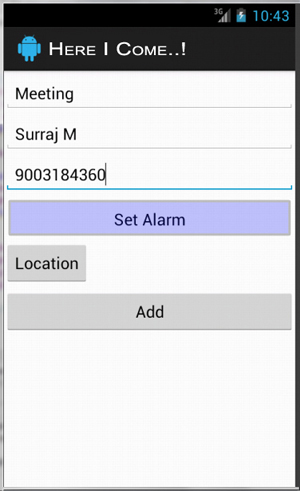 3G 10:43
Here I Come..!
Meeting
Surraj M
9003184360
Set Alarm
Location
Add